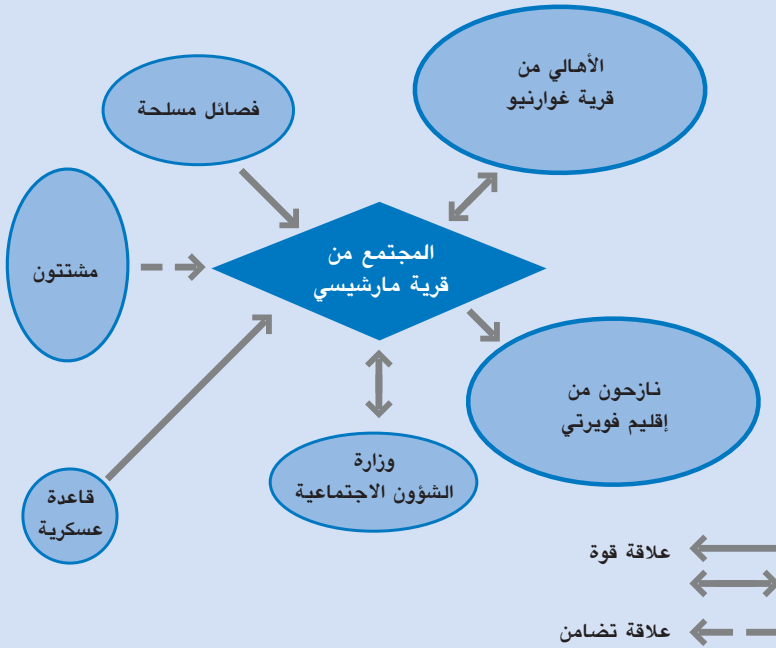 الأهالي من
قرية غوارنيو
فصائل مسلحة
المجتمع من
قرية مارشيسي
مشتتون
نازحون من
إقليم فويرتي
وزارة
الشؤون الاجتماعية
قاعدة
عسكرية
علاقة قوة
علاقة تضامن